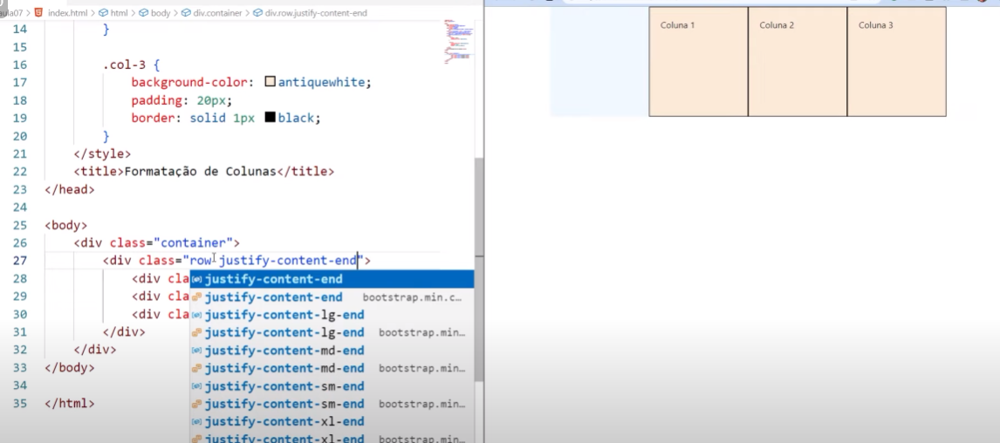 ula07 > index.html > html > body > div.container > div.row.justify-content-end
14 }
15
16 .col-3 {
17 background-color: antiquewhite;
18 padding: 20px;
19 border: solid 1px black;
20 }
21 </style>
22 <title>Formatação de Colunas</title>
23 </head>
24
25 <body>
26 <div class="container">
27 <div class="row justify-content-end">
28 <div cla
29 <div cla
30 <div cla
31 </div>
32 </div>
33 </body>
34
35 </html>
justify-content-end
justify-content-end bootstrap.min.c…
justify-content-lg-end
justify-content-lg-end bootstrap.min…
justify-content-md-end
justify-content-md-end bootstrap.min…
justify-content-sm-end
justify-content-sm-end bootstrap.min…
justify-content-xl-end
justify-content-xl-end bootstrap.min…
Coluna 1
Coluna 2
Coluna 3